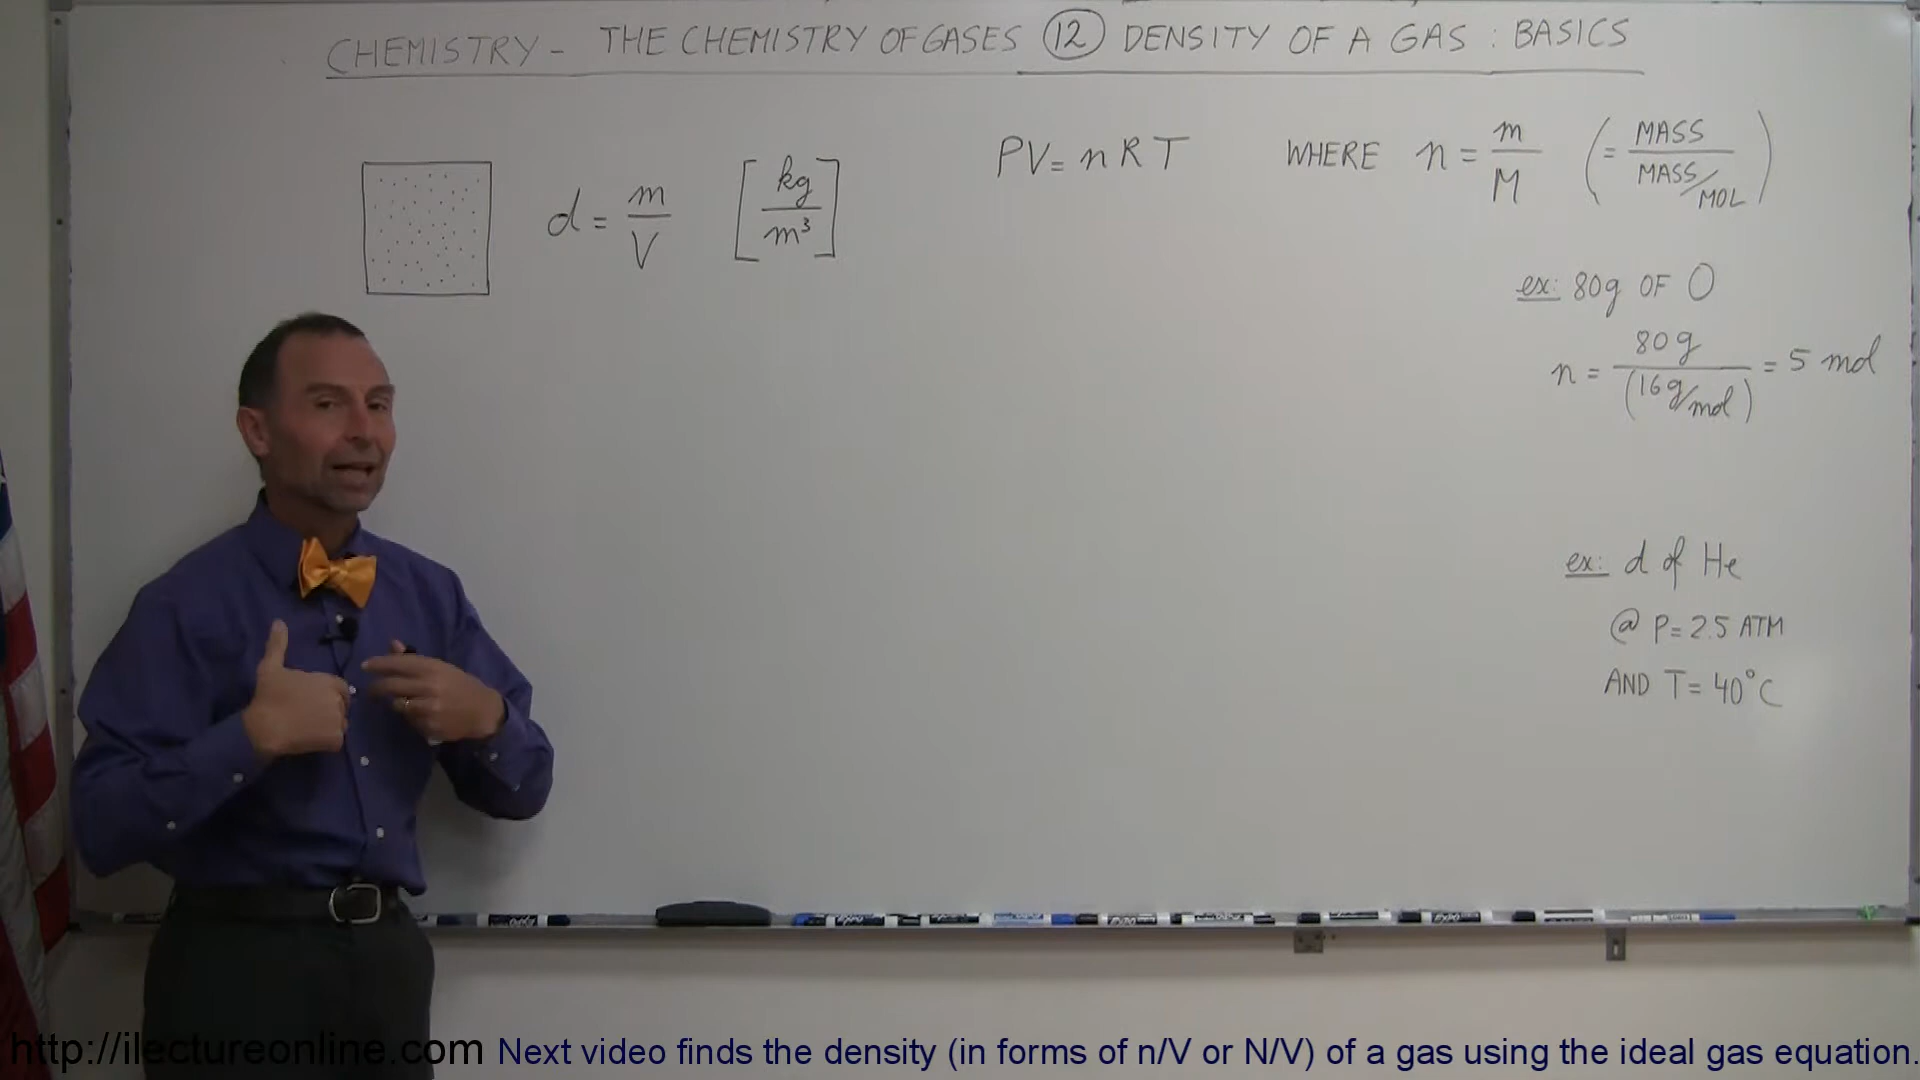 CHEMISTRY - THE CHEMISTRY OF GASES 12 DENSITY OF A GAS : BASICS
d = m/V [kg/m³]
PV = nRT WHERE n = m/M (= MASS / MASS/MOL)
ex: 80g OF O
n = 80g / (16 g/mol) = 5 mol
ex: d of He
@ P= 2.5 ATM
AND T= 40°C
http://ilectureonline.com Next video finds the density (in forms of n/V or N/V) of a gas using the ideal gas equation.